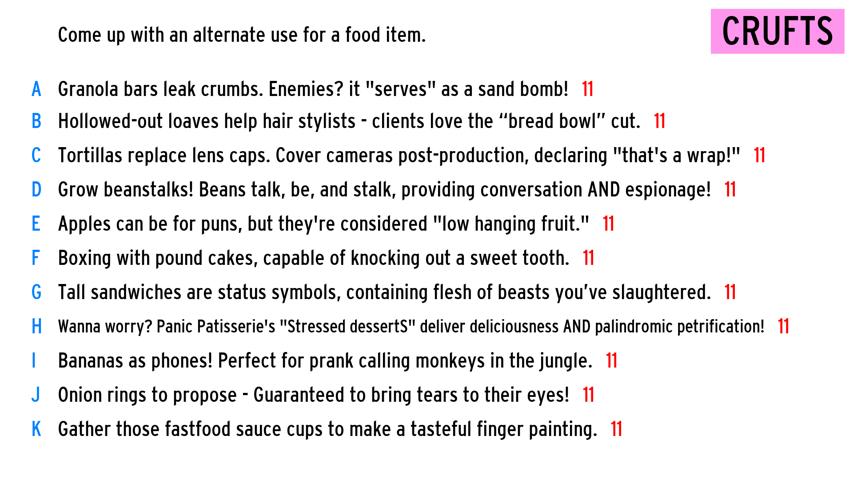 Come up with an alternate use for a food item.
CRUFTS
A Granola bars leak crumbs. Enemies? it "serves" as a sand bomb! 11
B Hollowed-out loaves help hair stylists - clients love the “bread bowl” cut. 11
C Tortillas replace lens caps. Cover cameras post-production, declaring "that's a wrap!" 11
D Grow beanstalks! Beans talk, be, and stalk, providing conversation AND espionage! 11
E Apples can be for puns, but they're considered "low hanging fruit." 11
F Boxing with pound cakes, capable of knocking out a sweet tooth. 11
G Tall sandwiches are status symbols, containing flesh of beasts you’ve slaughtered. 11
H Wanna worry? Panic Patisserie's "Stressed dessertS" deliver deliciousness AND palindromic petrification! 11
I Bananas as phones! Perfect for prank calling monkeys in the jungle. 11
J Onion rings to propose - Guaranteed to bring tears to their eyes! 11
K Gather those fastfood sauce cups to make a tasteful finger painting. 11